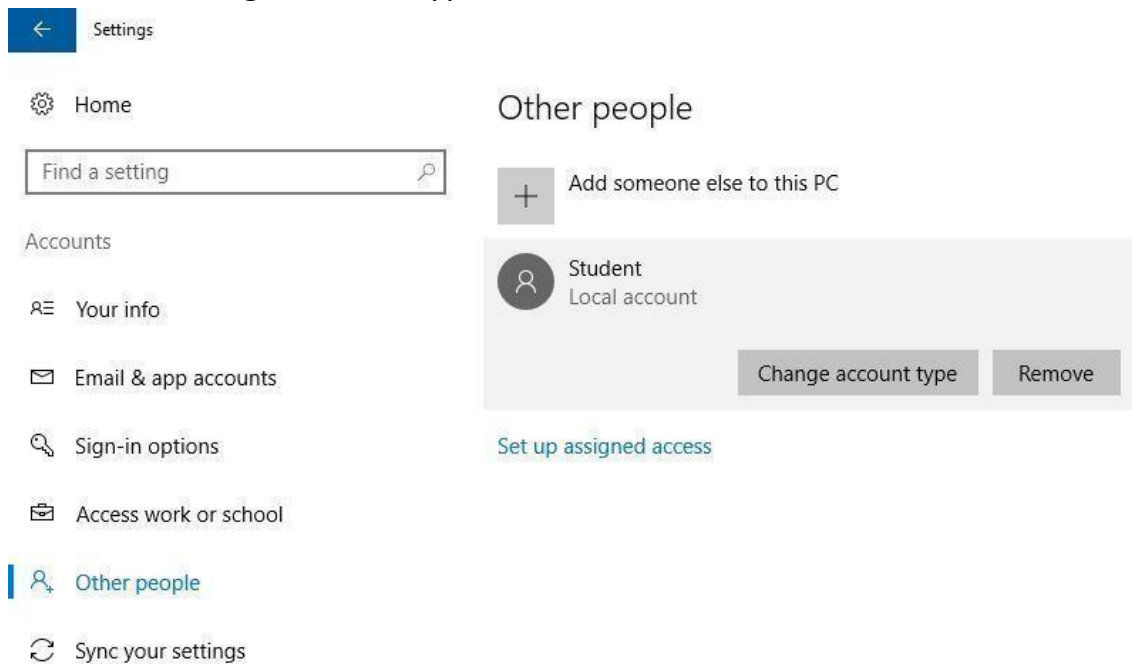 Settings
Home
Find a setting
Accounts
Your info
Email & app accounts
Sign-in options
Access work or school
Other people
Sync your settings
Other people
Add someone else to this PC
Student
Local account
Change account type
Remove
Set up assigned access